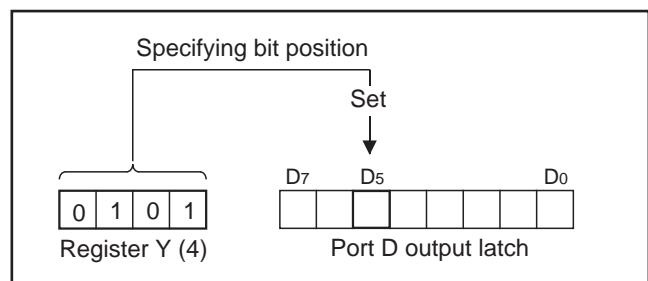 Specifying bit position
Set
D7 D5 D0
0 1 0 1
Register Y (4) Port D output latch